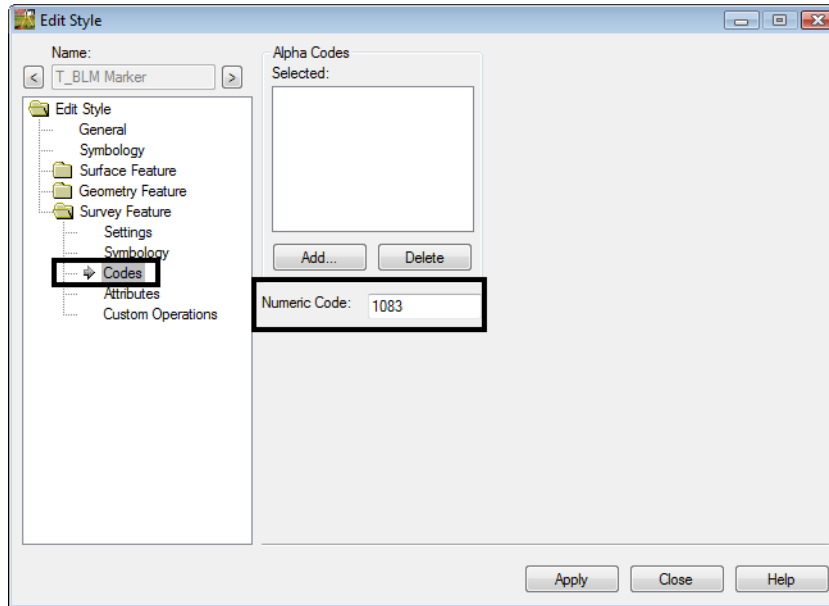 Edit Style
Name:
< T_BLM Marker >
Edit Style
General
Symbology
Surface Feature
Geometry Feature
Survey Feature
Settings
Symbology
Codes
Attributes
Custom Operations
Alpha Codes
Selected:
Add... Delete
Numeric Code: 1083
Apply Close Help